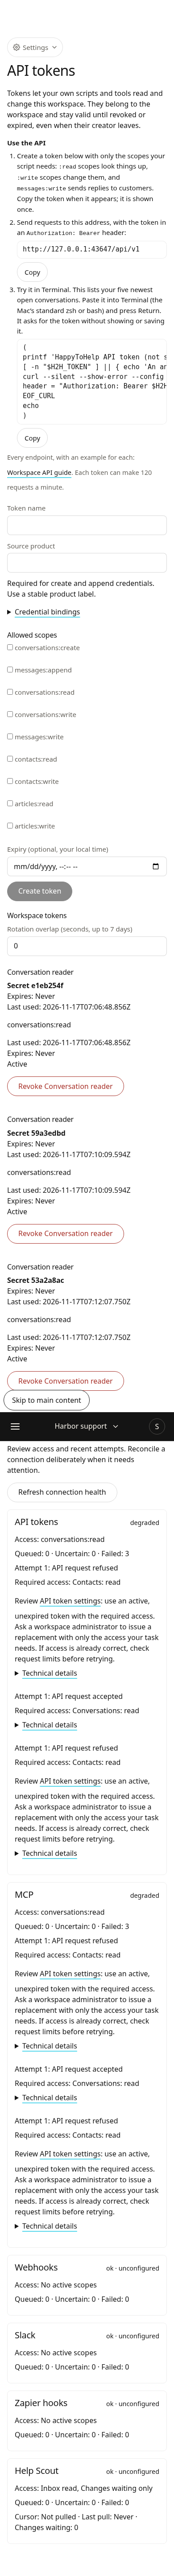 Settings
API tokens
Tokens let your own scripts and tools read and
change this workspace. They belong to the
workspace and stay valid until revoked or
expired, even when their creator leaves.
Use the API
1. Create a token below with only the scopes your
script needs: :read scopes look things up,
:write scopes change them, and
messages:write sends replies to customers.
Copy the token when it appears; it is shown
once.
2. Send requests to this address, with the token in
an Authorization: Bearer header:
http://127.0.0.1:43647/api/v1
Copy
3. Try it in Terminal. This lists your five newest
open conversations. Paste it into Terminal (the
Mac's standard zsh or bash) and press Return.
It asks for the token without showing or saving
it.
(
printf 'HappyToHelp API token (not s
[ -n "$H2H_TOKEN" ] || { echo 'An an
curl --silent --show-error --config
header = "Authorization: Bearer $H2H
EOF_CURL
echo
)
Copy
Every endpoint, with an example for each:
Workspace API guide. Each token can make 120
requests a minute.
Token name
Source product
Required for create and append credentials.
Use a stable product label.
Credential bindings
Allowed scopes
conversations:create
messages:append
conversations:read
conversations:write
messages:write
contacts:read
contacts:write
articles:read
articles:write
Expiry (optional, your local time)
mm/dd/yyyy, --:-- --
Create token
Workspace tokens
Rotation overlap (seconds, up to 7 days)
0
Conversation reader
Secret e1eb254f
Expires: Never
Last used: 2026-11-17T07:06:48.856Z
conversations:read
Last used: 2026-11-17T07:06:48.856Z
Expires: Never
Active
Revoke Conversation reader
Conversation reader
Secret 59a3edbd
Expires: Never
Last used: 2026-11-17T07:10:09.594Z
conversations:read
Last used: 2026-11-17T07:10:09.594Z
Expires: Never
Active
Revoke Conversation reader
Conversation reader
Secret 53a2a8ac
Expires: Never
Last used: 2026-11-17T07:12:07.750Z
conversations:read
Last used: 2026-11-17T07:12:07.750Z
Expires: Never
Active
Revoke Conversation reader
Skip to main content
Harbor support
S
Review access and recent attempts. Reconcile a
connection deliberately when it needs
attention.
Refresh connection health
API tokens degraded
Access: conversations:read
Queued: 0 · Uncertain: 0 · Failed: 3
Attempt 1: API request refused
Required access: Contacts: read
Review API token settings: use an active,
unexpired token with the required access.
Ask a workspace administrator to issue a
replacement with only the access your task
needs. If access is already correct, check
request limits before retrying.
Technical details
Attempt 1: API request accepted
Required access: Conversations: read
Technical details
Attempt 1: API request refused
Required access: Contacts: read
Review API token settings: use an active,
unexpired token with the required access.
Ask a workspace administrator to issue a
replacement with only the access your task
needs. If access is already correct, check
request limits before retrying.
Technical details
MCP degraded
Access: conversations:read
Queued: 0 · Uncertain: 0 · Failed: 3
Attempt 1: API request refused
Required access: Contacts: read
Review API token settings: use an active,
unexpired token with the required access.
Ask a workspace administrator to issue a
replacement with only the access your task
needs. If access is already correct, check
request limits before retrying.
Technical details
Attempt 1: API request accepted
Required access: Conversations: read
Technical details
Attempt 1: API request refused
Required access: Contacts: read
Review API token settings: use an active,
unexpired token with the required access.
Ask a workspace administrator to issue a
replacement with only the access your task
needs. If access is already correct, check
request limits before retrying.
Technical details
Webhooks ok · unconfigured
Access: No active scopes
Queued: 0 · Uncertain: 0 · Failed: 0
Slack ok · unconfigured
Access: No active scopes
Queued: 0 · Uncertain: 0 · Failed: 0
Zapier hooks ok · unconfigured
Access: No active scopes
Queued: 0 · Uncertain: 0 · Failed: 0
Help Scout ok · unconfigured
Access: Inbox read, Changes waiting only
Queued: 0 · Uncertain: 0 · Failed: 0
Cursor: Not pulled · Last pull: Never ·
Changes waiting: 0